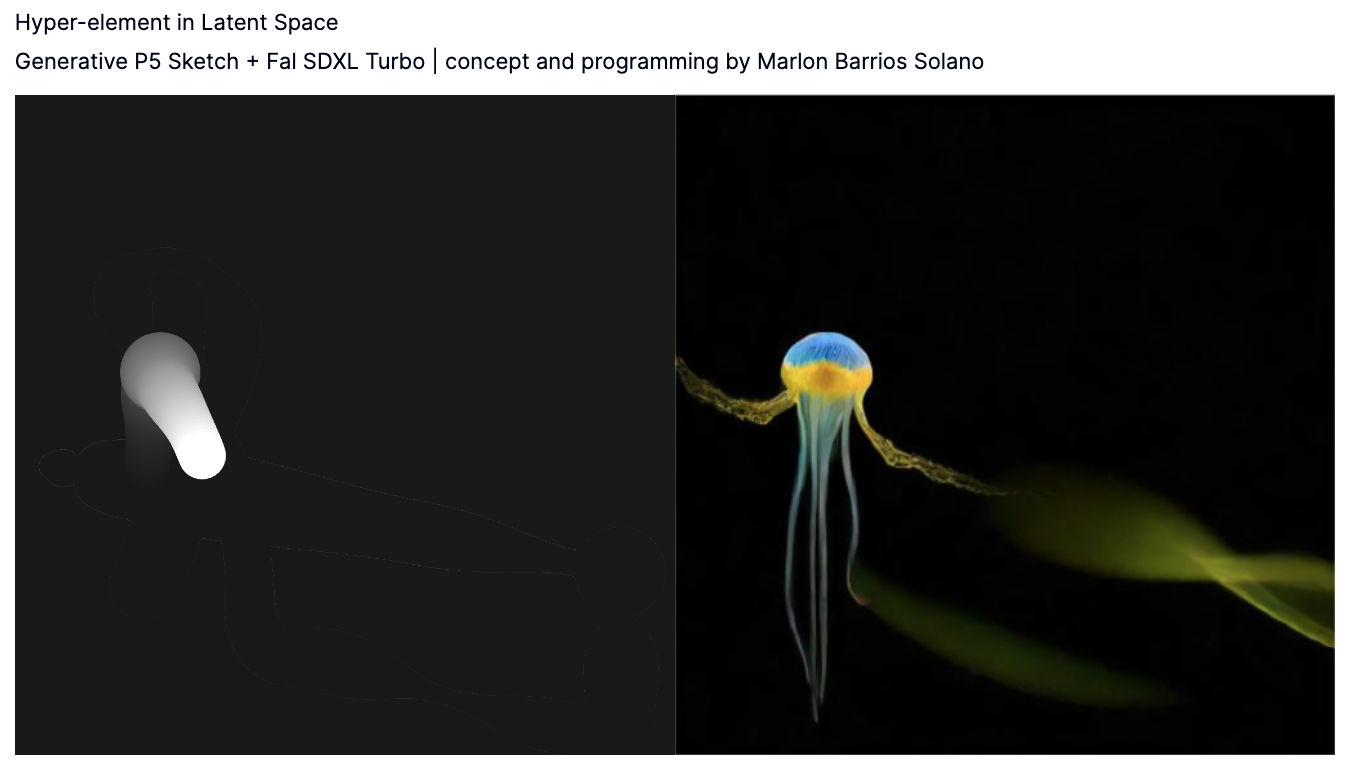 Hyper-element in Latent Space
Generative P5 Sketch + Fal SDXL Turbo | concept and programming by Marlon Barrios Solano